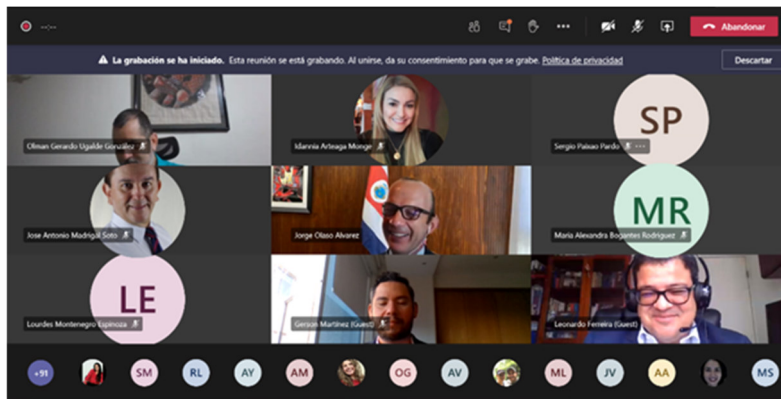 --:--
Abandonar
La grabación se ha iniciado. Esta reunión se está grabando. Al unirse, da su consentimiento para que se grabe. Política de privacidad
Descartar
Ofman Gerardo Ugalde González
Idannia Arteaga Monge
SP
Sergio Paixao Pardo
Jose Antonio Madrigal Soto
Jorge Olaso Alvarez
MR
Maria Alexandra Bogantes Rodriguez
LE
Lourdes Montenegro Espinoza
Gerson Martinez (Guest)
Leonardo Ferreira (Guest)
+91
SM
RL
AY
AM
OG
AV
ML
JV
AA
MS